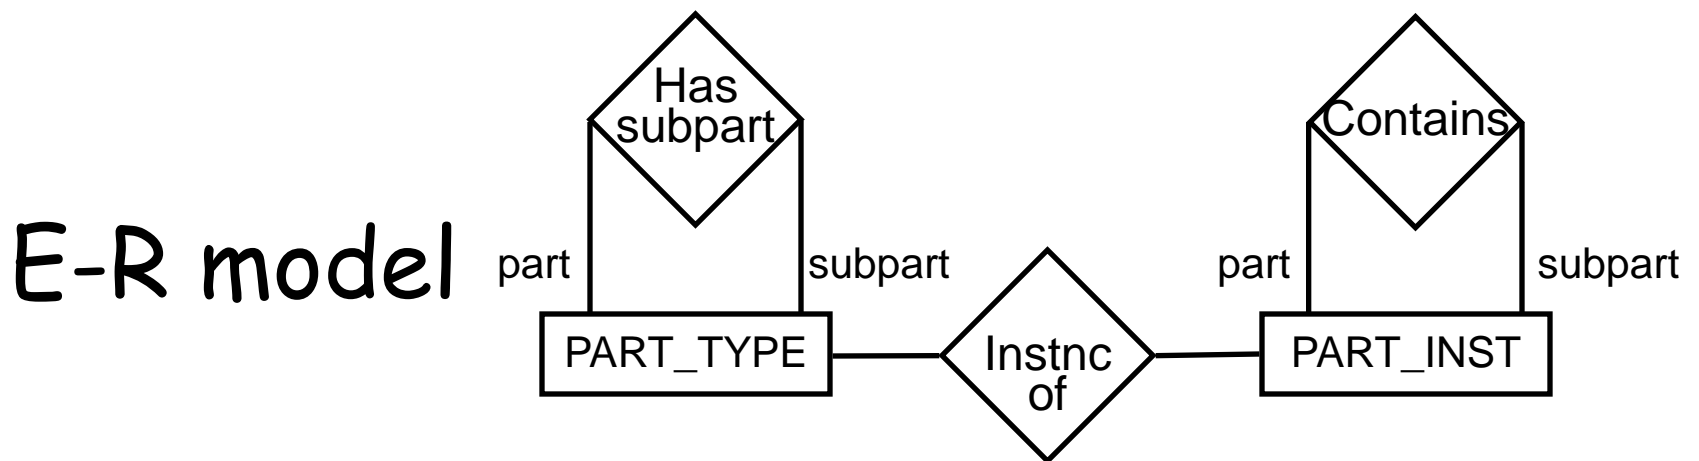 Has
subpart
Contains
E-R model
part
subpart
part
subpart
PART_TYPE
Instnc
of
PART_INST